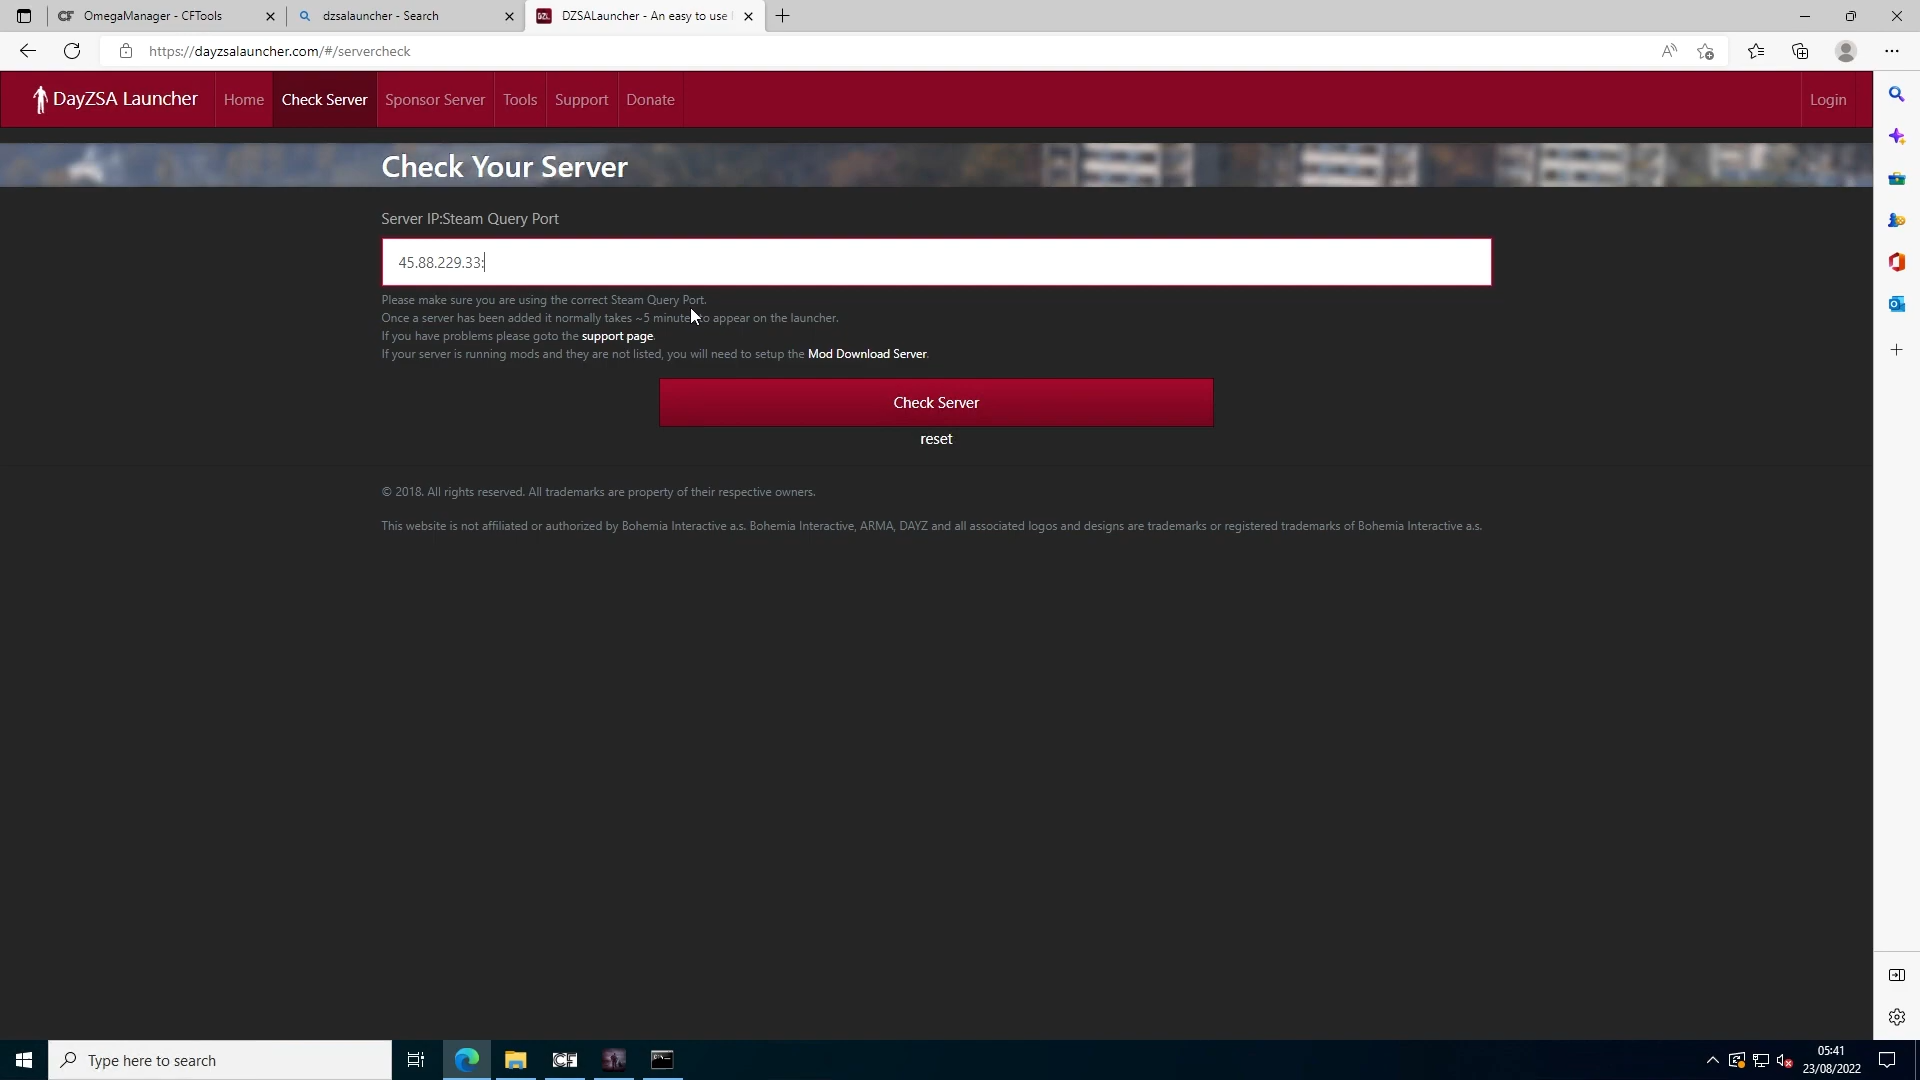 OmegaManager - CFTools
dzsalauncher - Search
DZSALauncher - An easy to use
https://dayzsalauncher.com/#/servercheck
DayZSA Launcher
Home
Check Server
Sponsor Server
Tools
Support
Donate
Login
Check Your Server
Server IP:Steam Query Port
45.88.229.33:
Please make sure you are using the correct Steam Query Port.
Once a server has been added it normally takes ~5 minutes to appear on the launcher.
If you have problems please goto the support page.
If your server is running mods and they are not listed, you will need to setup the Mod Download Server.
Check Server
reset
© 2018. All rights reserved. All trademarks are property of their respective owners.
This website is not affiliated or authorized by Bohemia Interactive a.s. Bohemia Interactive, ARMA, DAYZ and all associated logos and designs are trademarks or registered trademarks of Bohemia Interactive a.s.
Type here to search
05:41
23/08/2022